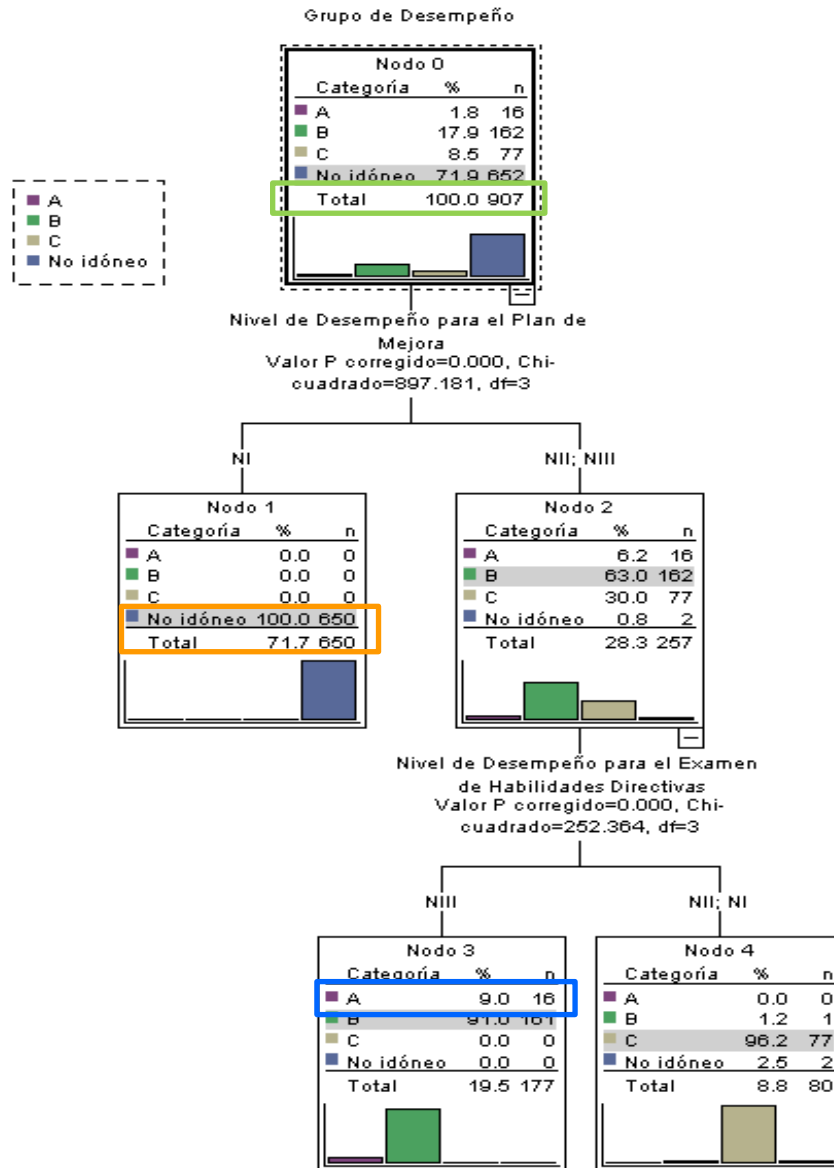 Grupo de Desempeño
Nodo 0
Categoría % n
A 1.8 16
B 17.9 162
C 8.5 77
No idóneo 71.9 652
Total 100.0 907
A
B
C
No idóneo
Nivel de Desempeño para el Plan de
Mejora
Valor P corregido=0.000, Chi-
cuadrado=897.181, df=3
NI
NII; NIII
Nodo 1
Categoría % n
A 0.0 0
B 0.0 0
C 0.0 0
No idóneo 100.0 650
Total 71.7 650
Nodo 2
Categoría % n
A 6.2 16
B 63.0 162
C 30.0 77
No idóneo 0.8 2
Total 28.3 257
Nivel de Desempeño para el Examen
de Habilidades Directivas
Valor P corregido=0.000, Chi-
cuadrado=252.364, df=3
NIII
NII; NI
Nodo 3
Categoría % n
A 9.0 16
B 91.0 161
C 0.0 0
No idóneo 0.0 0
Total 19.5 177
Nodo 4
Categoría % n
A 0.0 0
B 1.2 1
C 96.2 77
No idóneo 2.5 2
Total 8.8 80